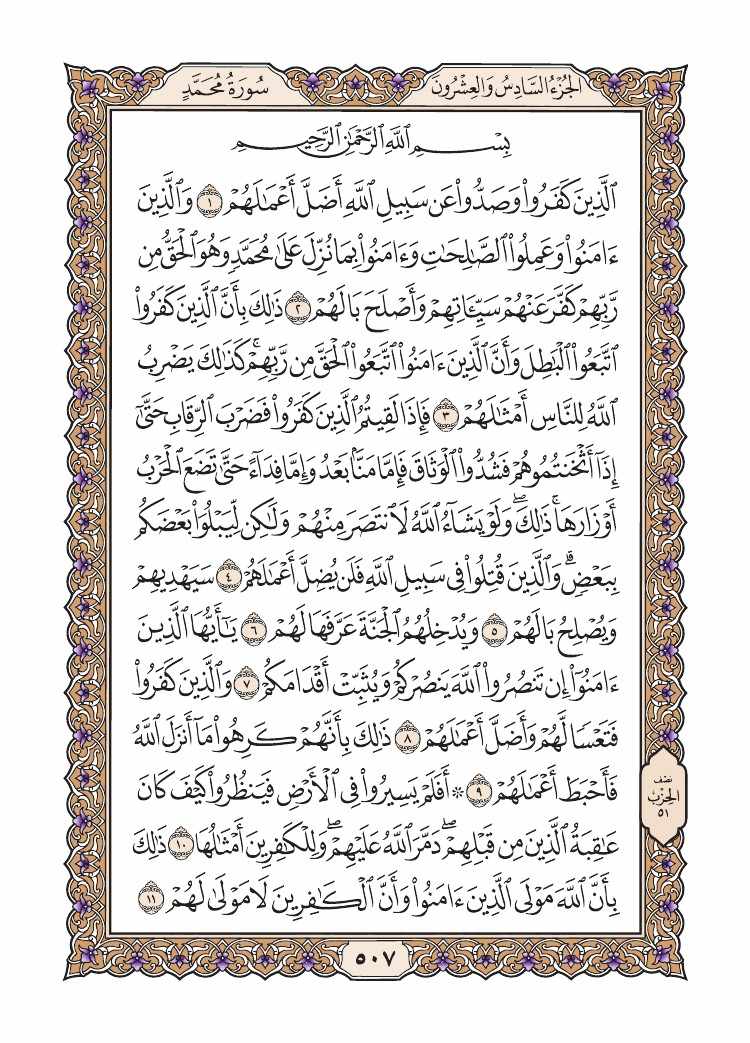 الجُزْءُ السَّادِسُ وَالعِشْرُونَ
سُورَةُ مُحَمَّدٍ
بِسْمِ ٱللَّهِ ٱلرَّحْمَٰنِ ٱلرَّحِيمِ
ٱلَّذِينَ كَفَرُوا۟ وَصَدُّوا۟ عَن سَبِيلِ ٱللَّهِ أَضَلَّ أَعْمَـٰلَهُمْ ١ وَٱلَّذِينَ
ءَامَنُوا۟ وَعَمِلُوا۟ ٱلصَّـٰلِحَـٰتِ وَءَامَنُوا۟ بِمَا نُزِّلَ عَلَىٰ مُحَمَّدٍ وَهُوَ ٱلْحَقُّ مِن
رَّبِّهِمْ كَفَّرَ عَنْهُمْ سَيِّـَٔاتِهِمْ وَأَصْلَحَ بَالَهُمْ ٢ ذَٰلِكَ بِأَنَّ ٱلَّذِينَ كَفَرُوا۟
ٱتَّبَعُوا۟ ٱلْبَـٰطِلَ وَأَنَّ ٱلَّذِينَ ءَامَنُوا۟ ٱتَّبَعُوا۟ ٱلْحَقَّ مِن رَّبِّهِمْۚ كَذَٰلِكَ يَضْرِبُ
ٱللَّهُ لِلنَّاسِ أَمْثَـٰلَهُمْ ٣ فَإِذَا لَقِيتُمُ ٱلَّذِينَ كَفَرُوا۟ فَضَرْبَ ٱلرِّقَابِ حَتَّىٰٓ
إِذَآ أَثْخَنتُمُوهُمْ فَشُدُّوا۟ ٱلْوَثَاقَ فَإِمَّا مَنًّۢا بَعْدُ وَإِمَّا فِدَآءً حَتَّىٰ تَضَعَ ٱلْحَرْبُ
أَوْزَارَهَاۚ ذَٰلِكَۖ وَلَوْ يَشَآءُ ٱللَّهُ لَٱنتَصَرَ مِنْهُمْ وَلَـٰكِن لِّيَبْلُوَا۟ بَعْضَكُم
بِبَعْضٍۗ وَٱلَّذِينَ قُتِلُوا۟ فِى سَبِيلِ ٱللَّهِ فَلَن يُضِلَّ أَعْمَـٰلَهُمْ ٤ سَيَهْدِيهِمْ
وَيُصْلِحُ بَالَهُمْ ٥ وَيُدْخِلُهُمُ ٱلْجَنَّةَ عَرَّفَهَا لَهُمْ ٦ يَـٰٓأَيُّهَا ٱلَّذِينَ
ءَامَنُوٓا۟ إِن تَنصُرُوا۟ ٱللَّهَ يَنصُرْكُمْ وَيُثَبِّتْ أَقْدَامَكُمْ ٧ وَٱلَّذِينَ كَفَرُوا۟
فَتَعْسًا لَّهُمْ وَأَضَلَّ أَعْمَـٰلَهُمْ ٨ ذَٰلِكَ بِأَنَّهُمْ كَرِهُوا۟ مَآ أَنزَلَ ٱللَّهُ
فَأَحْبَطَ أَعْمَـٰلَهُمْ ٩ ۞ أَفَلَمْ يَسِيرُوا۟ فِى ٱلْأَرْضِ فَيَنظُرُوا۟ كَيْفَ كَانَ
عَـٰقِبَةُ ٱلَّذِينَ مِن قَبْلِهِمْۖ دَمَّرَ ٱللَّهُ عَلَيْهِمْۖ وَلِلْكَـٰفِرِينَ أَمْثَـٰلُهَا ١٠ ذَٰلِكَ
بِأَنَّ ٱللَّهَ مَوْلَى ٱلَّذِينَ ءَامَنُوا۟ وَأَنَّ ٱلْكَـٰفِرِينَ لَا مَوْلَىٰ لَهُمْ ١١
نصف
الحِزْب
٥١
٥٠٧